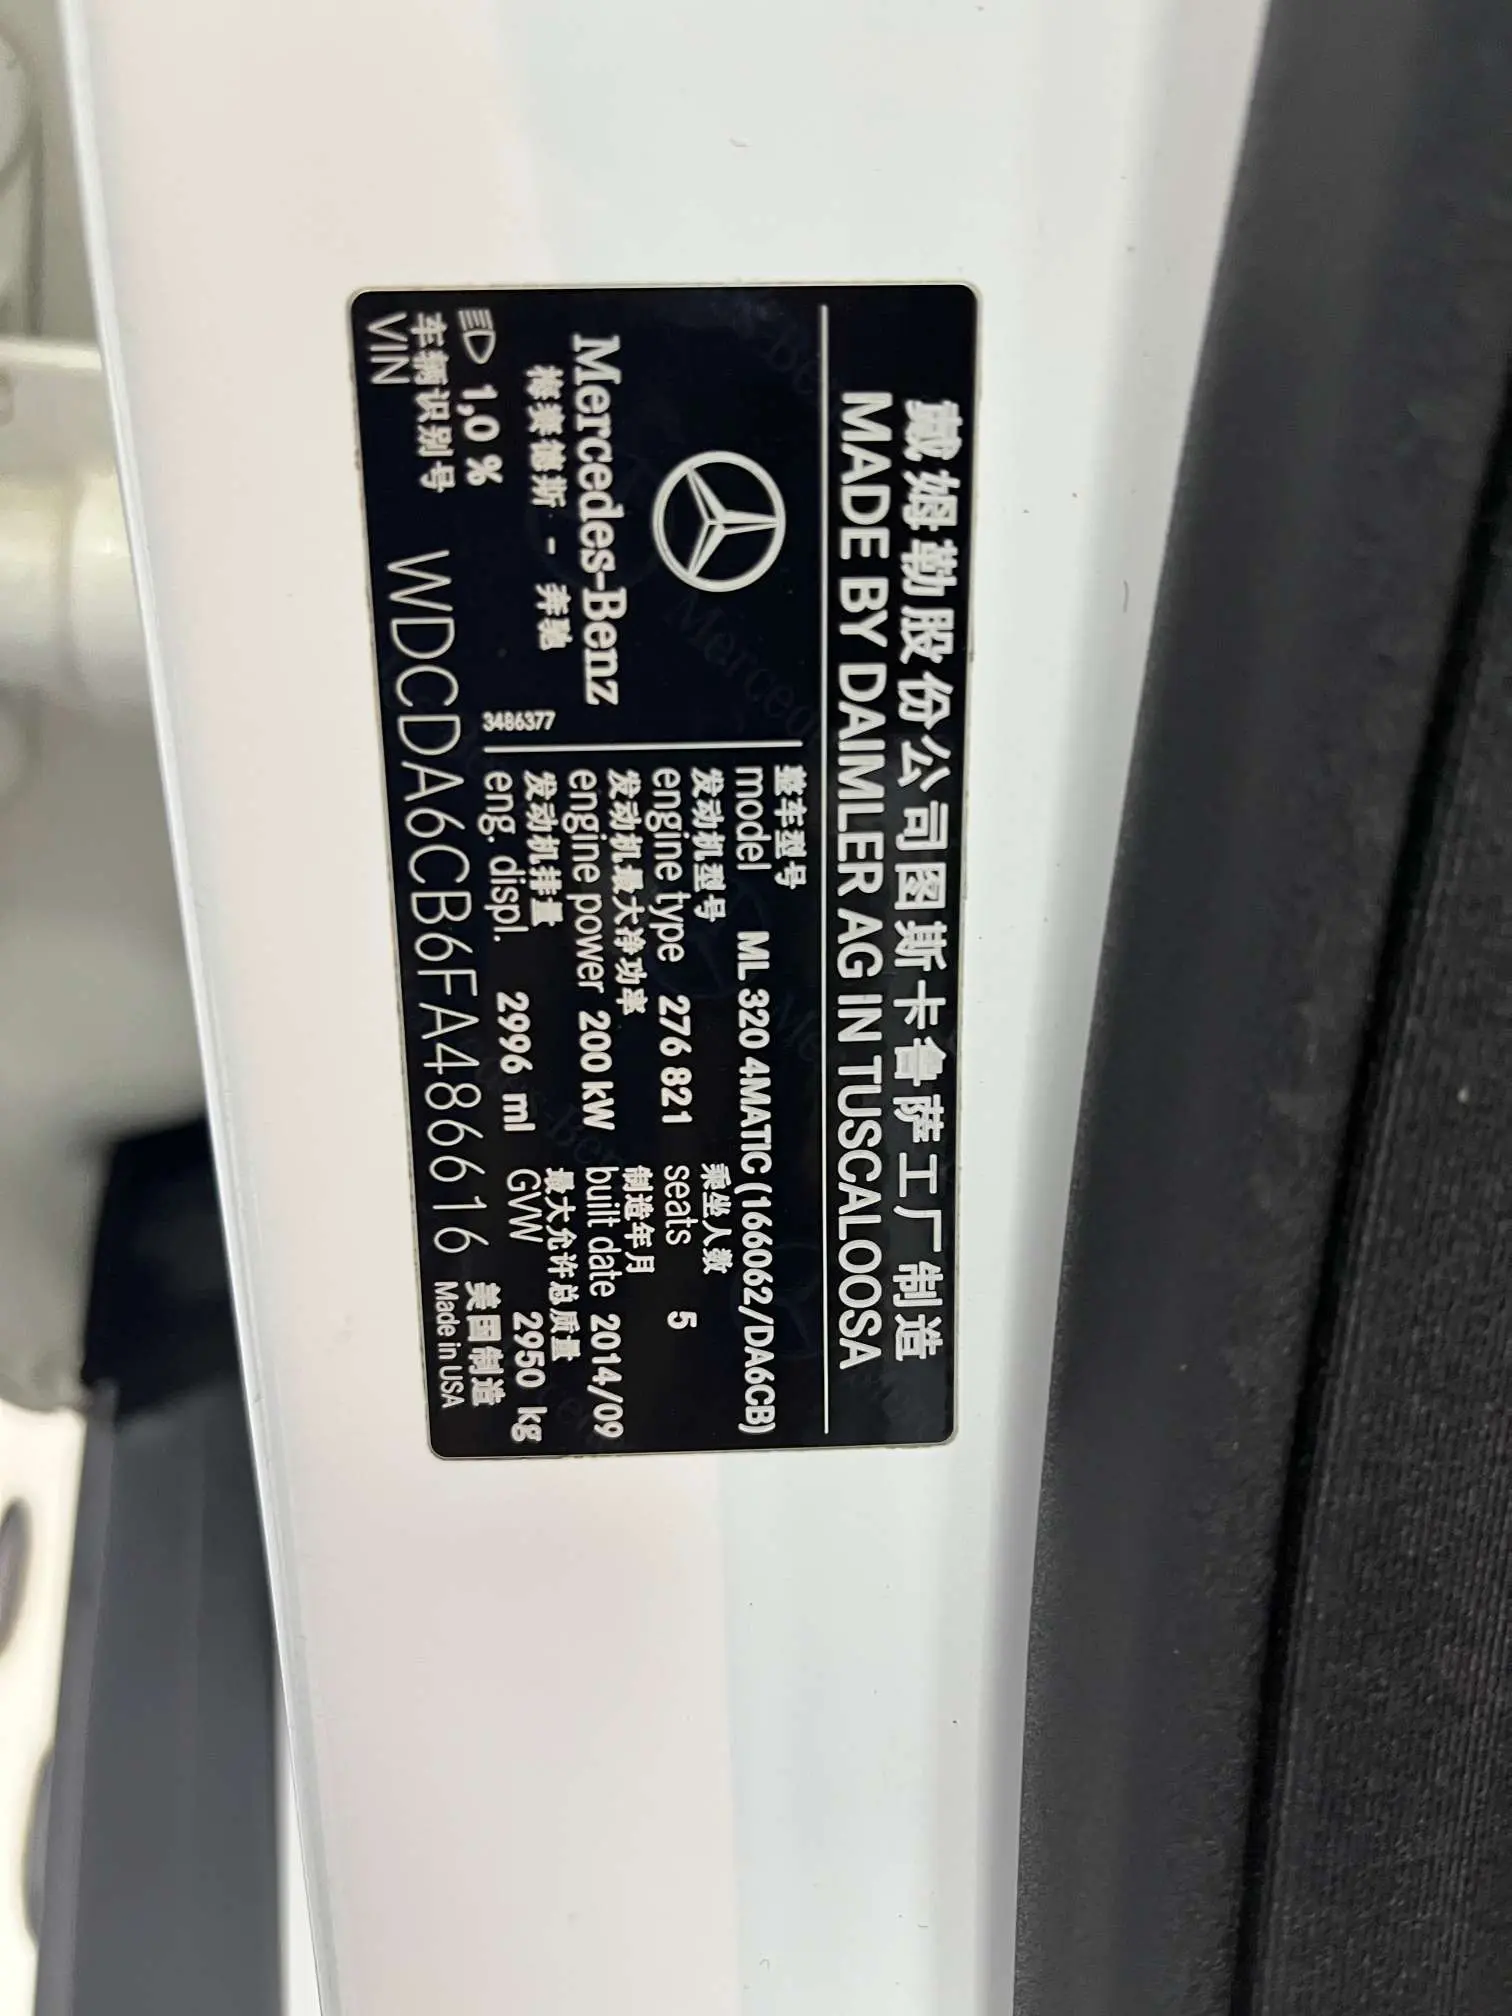 戴姆勒股份公司图斯卡鲁萨工厂制造
MADE BY DAIMLER AG IN TUSCALOOSA
Mercedes-Benz
梅赛德斯 - 奔驰
3486377
整车型号
model ML 320 4MATIC (166062/DA6CB)
发动机型号 乘坐人数
engine type 276 821 seats 5
发动机最大净功率 制造年月
engine power 200 kW built date 2014/09
发动机排量 最大允许总质量
eng. displ. 2996 ml GVW 2950 kg
1,0 %
车辆识别号 美国制造
VIN WDCDA6CB6FA486616 Made in USA